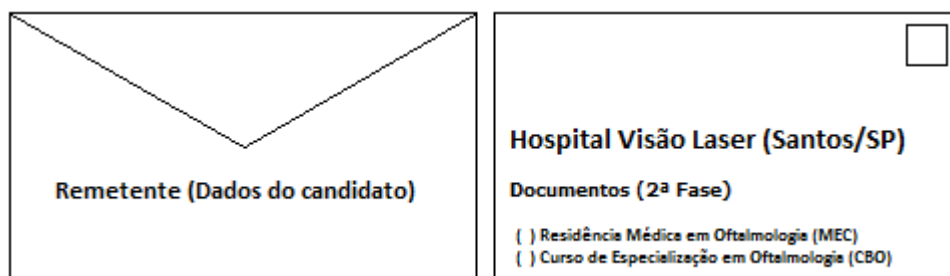 Remetente (Dados do candidato)
Hospital Visão Laser (Santos/SP)
Documentos (2ª Fase)
( ) Residência Médica em Oftalmologia (MEC)
( ) Curso de Especialização em Oftalmologia (CBO)